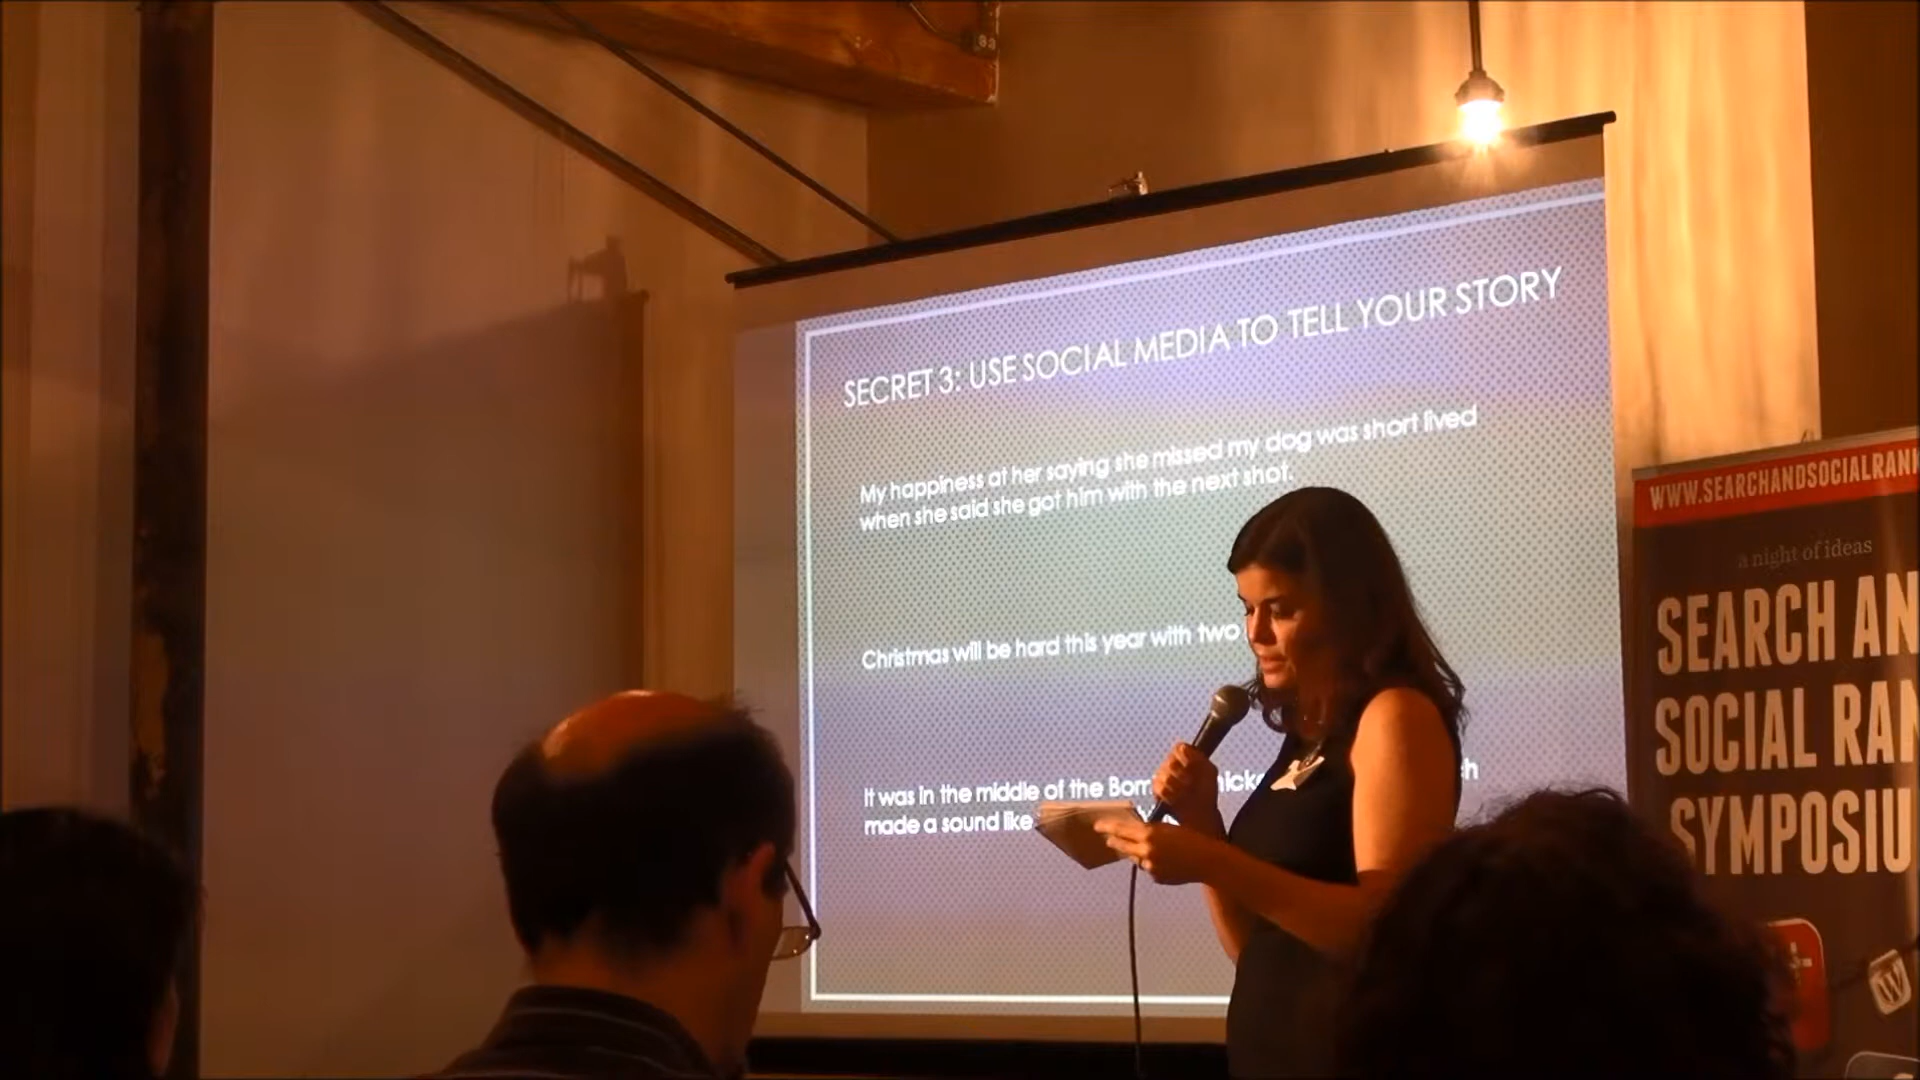 SECRET 3: USE SOCIAL MEDIA TO TELL YOUR STORY
My happiness at her saying she missed my dog was short lived
when she said she got him with the next shot.
Christmas will be hard this year with two
It was in the middle of the
made a sound like
WWW.SEARCHANDSOCIALRAN
a night of ideas
SEARCH AN
SOCIAL RAN
SYMPOSIU
W